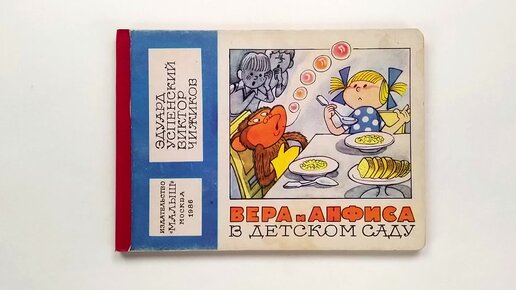 ЭДУАРД
УСПЕНСКИЙ
ВИКТОР
ЧИЖИКОВ
ИЗДАТЕЛЬСТВО
«МАЛЫШ»
МОСКВА
1986
ВЕРА и АНФИСА
В ДЕТСКОМ САДУ